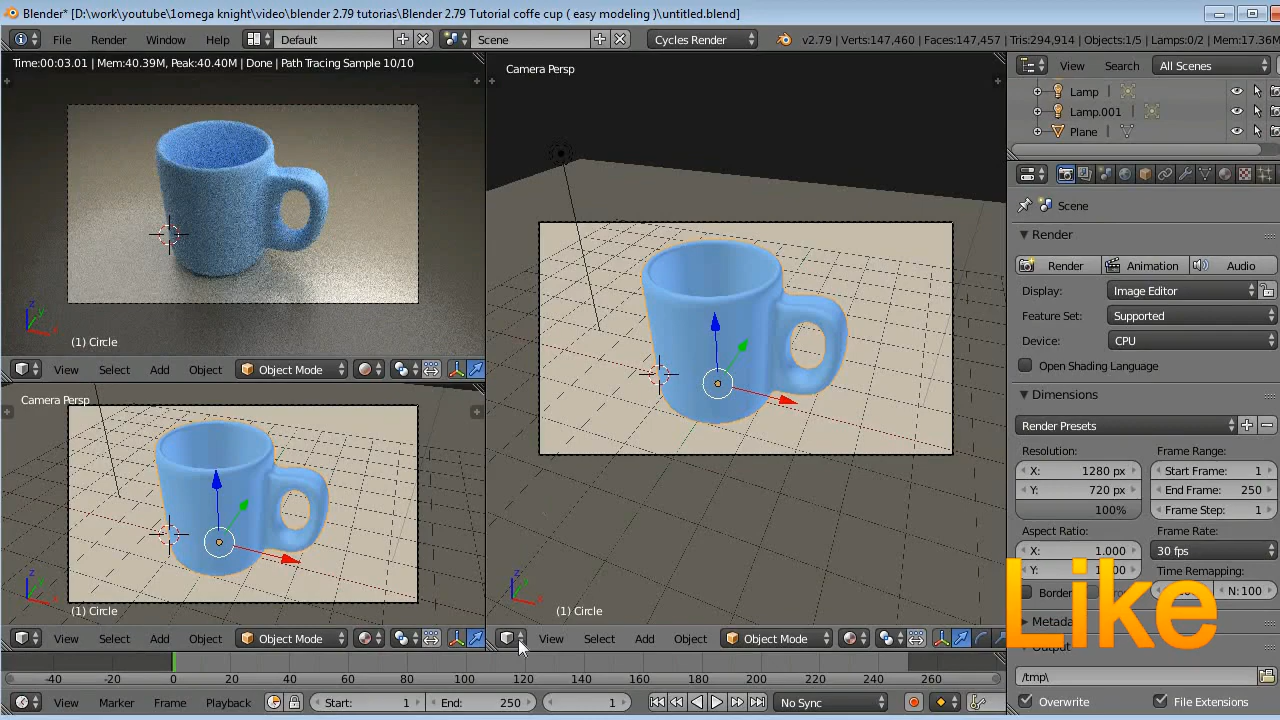 Blender* [D:\work\youtube\1omega knight\video\blender 2.79 tutorias\Blender 2.79 Tutorial coffe cup ( easy modeling )\untitled.blend]
File Render Window Help Default Scene Cycles Render v2.79 | Verts:147,460 | Faces:147,457 | Tris:294,914 | Objects:1/5 | Lamps:0/2 | Mem:17.36M
Time:00:03.01 | Mem:40.39M, Peak:40.40M | Done | Path Tracing Sample 10/10
(1) Circle
View Select Add Object Object Mode
Camera Persp
(1) Circle
View Select Add Object Object Mode
Camera Persp
(1) Circle
View Select Add Object Object Mode
View Search All Scenes
Lamp
Lamp.001
Plane
Scene
Render
Render Animation Audio
Display: Image Editor
Feature Set: Supported
Device: CPU
Open Shading Language
Dimensions
Render Presets
Resolution: Frame Range:
X: 1280 px Start Frame: 1
Y: 720 px End Frame: 250
100% Frame Step: 1
Aspect Ratio: Frame Rate:
X: 1.000 30 fps
Y: Time Remapping:
Border N: 100
Like
Output
/tmp\
Overwrite File Extensions
-40 -20 0 20 40 60 80 100 120 140 160 180 200 220 240 260
View Marker Frame Playback Start: 1 End: 250 1 No Sync